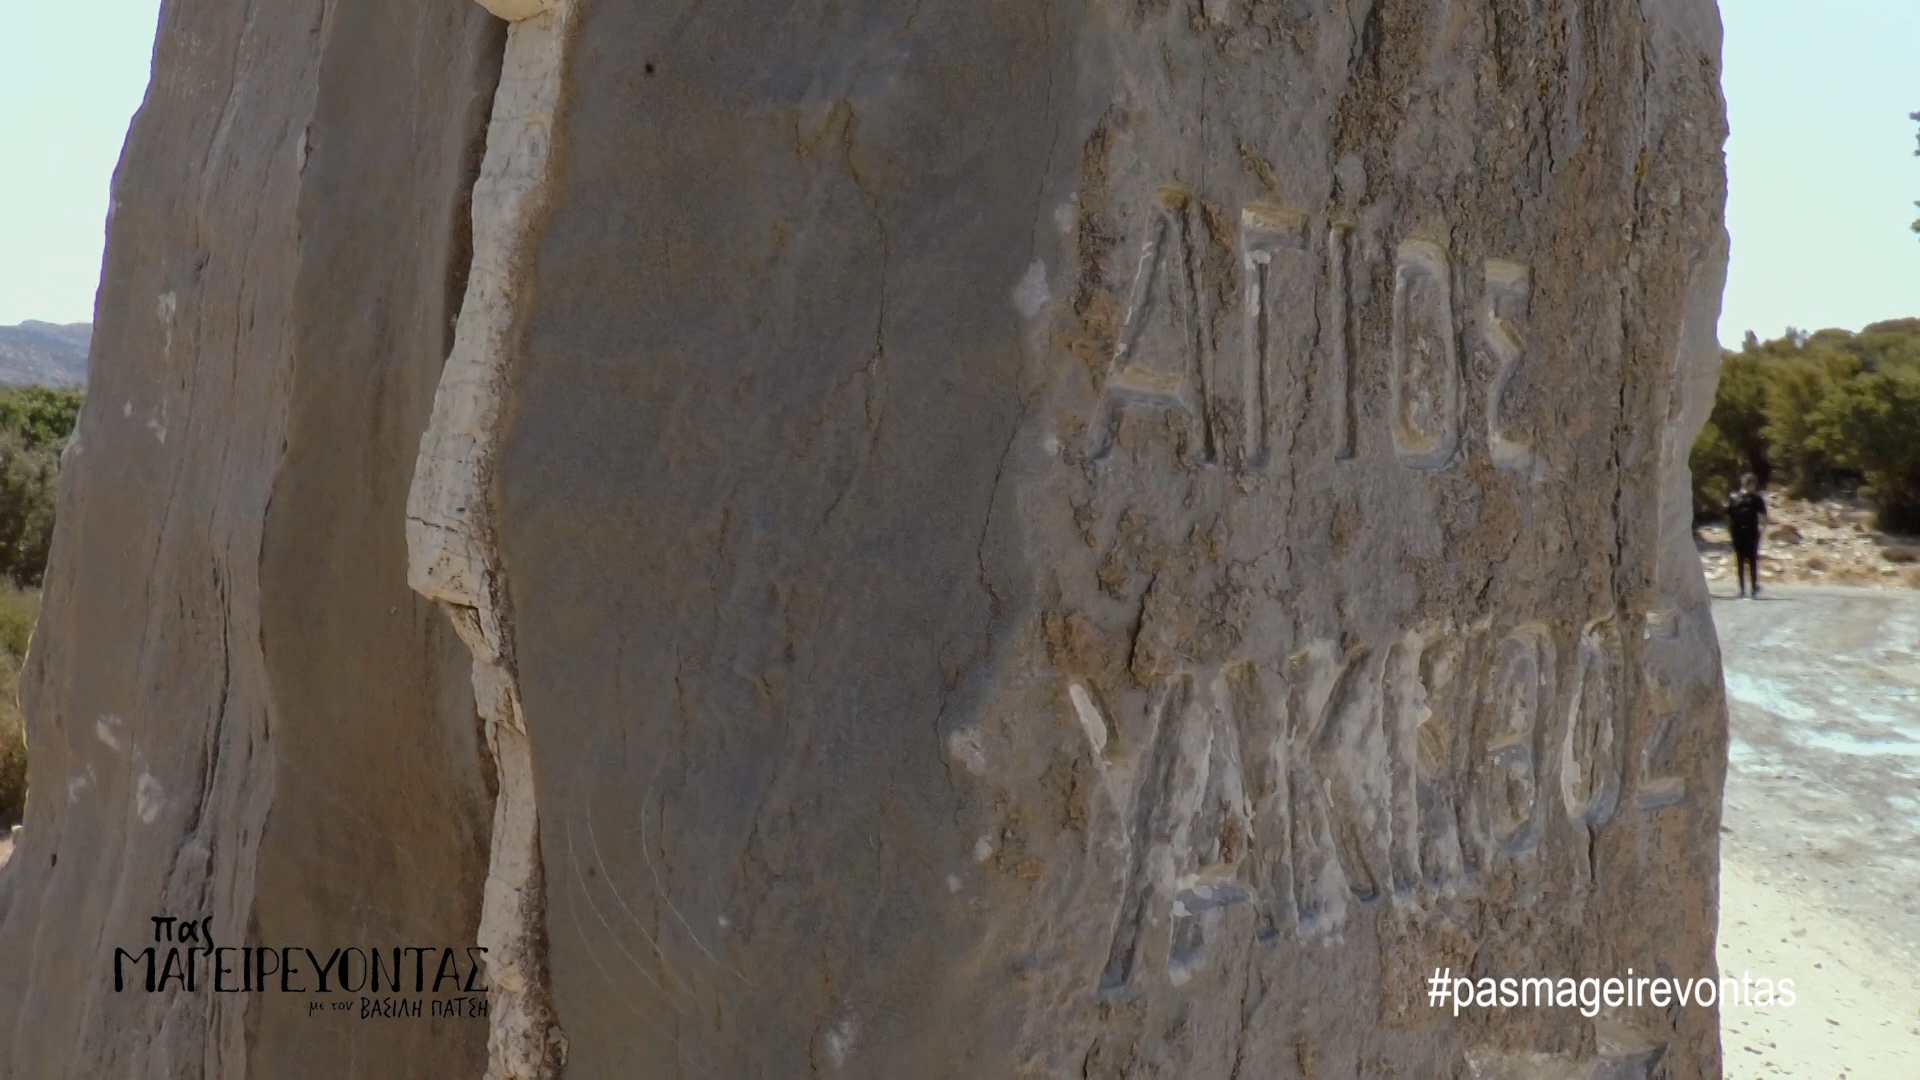 ΑΓΙΟΣ
ΥΑΚΙΝΘΟΣ
πας
ΜΑΓΕΙΡΕΥΟΝΤΑΣ
με τον ΒΑΣΙΛΗ ΠΑΤΣΗ
#pasmageirevontas